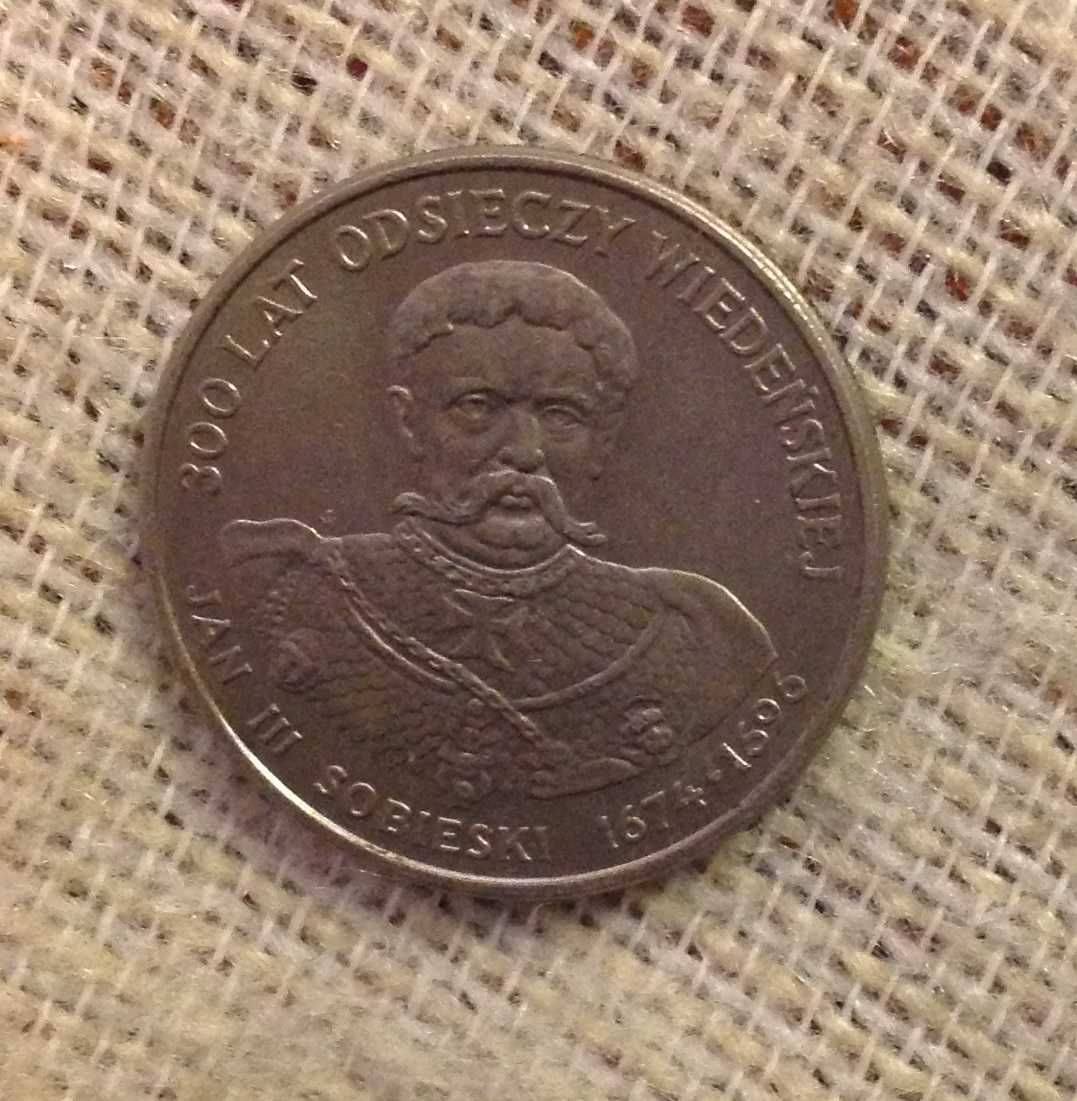 300 LAT ODSIECZY WIEDEŃSKIEJ
JAN III SOBIESKI 1674·1696